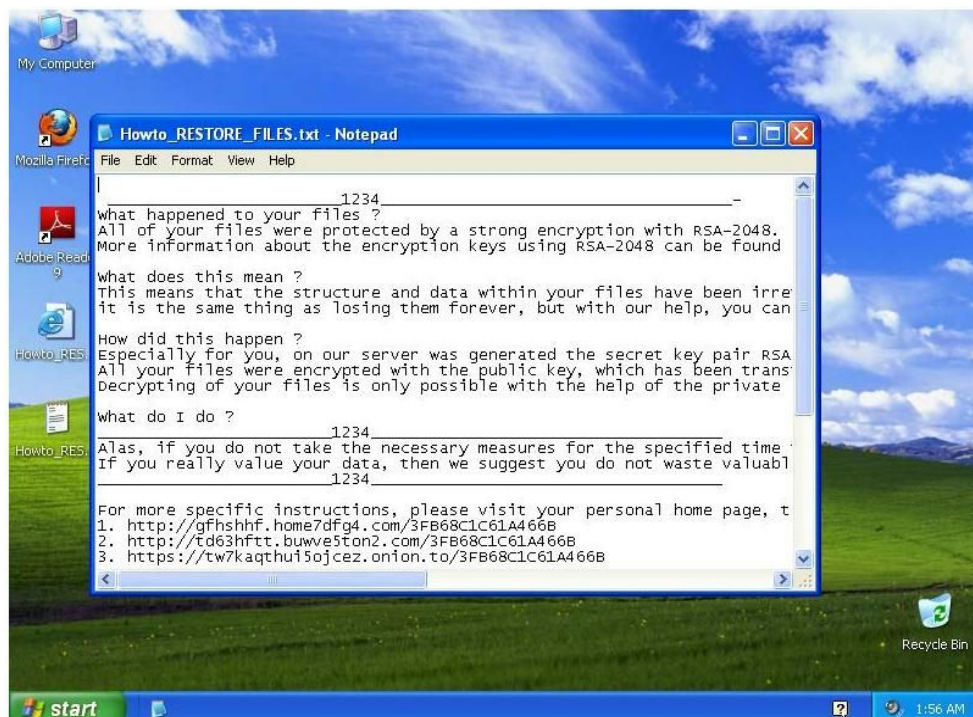 My Computer
Mozilla Firefo
Adobe Read
9
Howto_RES.
Howto_RES.
Howto_RESTORE_FILES.txt - Notepad
File Edit Format View Help
_______________________1234__________________________________-
What happened to your files ?
All of your files were protected by a strong encryption with RSA-2048.
More information about the encryption keys using RSA-2048 can be found
What does this mean ?
This means that the structure and data within your files have been irre
it is the same thing as losing them forever, but with our help, you can
How did this happen ?
Especially for you, on our server was generated the secret key pair RSA
All your files were encrypted with the public key, which has been trans
Decrypting of your files is only possible with the help of the private
What do I do ?
_______________________1234__________________________________
Alas, if you do not take the necessary measures for the specified time
If you really value your data, then we suggest you do not waste valuabl
_______________________1234__________________________________
For more specific instructions, please visit your personal home page, t
1. http://gfhshhf.home7dfg4.com/3FB68C1C61A466B
2. http://td63hftt.buwve5ton2.com/3FB68C1C61A466B
3. https://tw7kaqthui5ojcez.onion.to/3FB68C1C61A466B
Recycle Bin
start
1:56 AM